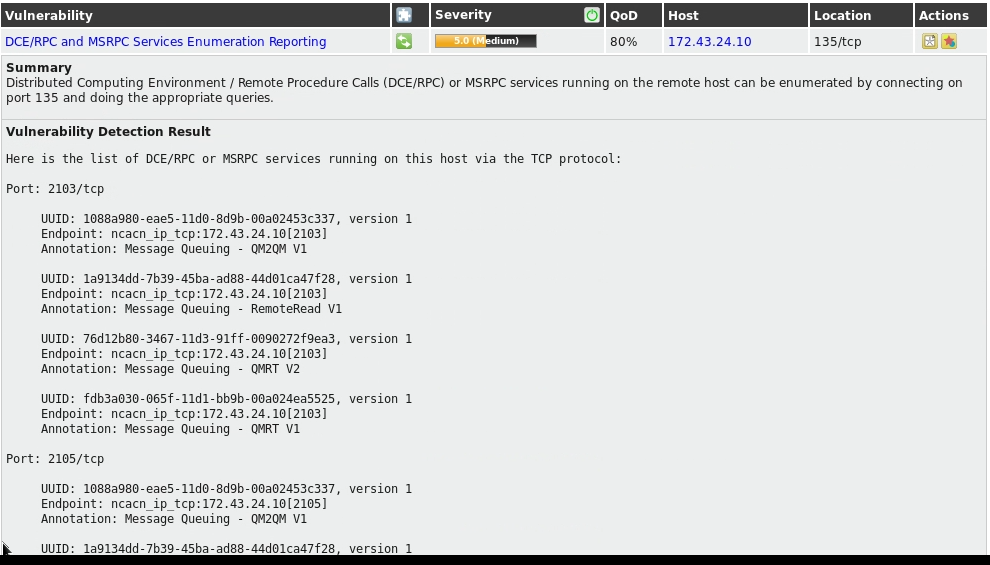 Vulnerability Severity QoD Host Location Actions
DCE/RPC and MSRPC Services Enumeration Reporting 5.0 (Medium) 80% 172.43.24.10 135/tcp
Summary
Distributed Computing Environment / Remote Procedure Calls (DCE/RPC) or MSRPC services running on the remote host can be enumerated by connecting on
port 135 and doing the appropriate queries.
Vulnerability Detection Result
Here is the list of DCE/RPC or MSRPC services running on this host via the TCP protocol:
Port: 2103/tcp
UUID: 1088a980-eae5-11d0-8d9b-00a02453c337, version 1
Endpoint: ncacn_ip_tcp:172.43.24.10[2103]
Annotation: Message Queuing - QM2QM V1
UUID: 1a9134dd-7b39-45ba-ad88-44d01ca47f28, version 1
Endpoint: ncacn_ip_tcp:172.43.24.10[2103]
Annotation: Message Queuing - RemoteRead V1
UUID: 76d12b80-3467-11d3-91ff-0090272f9ea3, version 1
Endpoint: ncacn_ip_tcp:172.43.24.10[2103]
Annotation: Message Queuing - QMRT V2
UUID: fdb3a030-065f-11d1-bb9b-00a024ea5525, version 1
Endpoint: ncacn_ip_tcp:172.43.24.10[2103]
Annotation: Message Queuing - QMRT V1
Port: 2105/tcp
UUID: 1088a980-eae5-11d0-8d9b-00a02453c337, version 1
Endpoint: ncacn_ip_tcp:172.43.24.10[2105]
Annotation: Message Queuing - QM2QM V1
UUID: 1a9134dd-7b39-45ba-ad88-44d01ca47f28, version 1